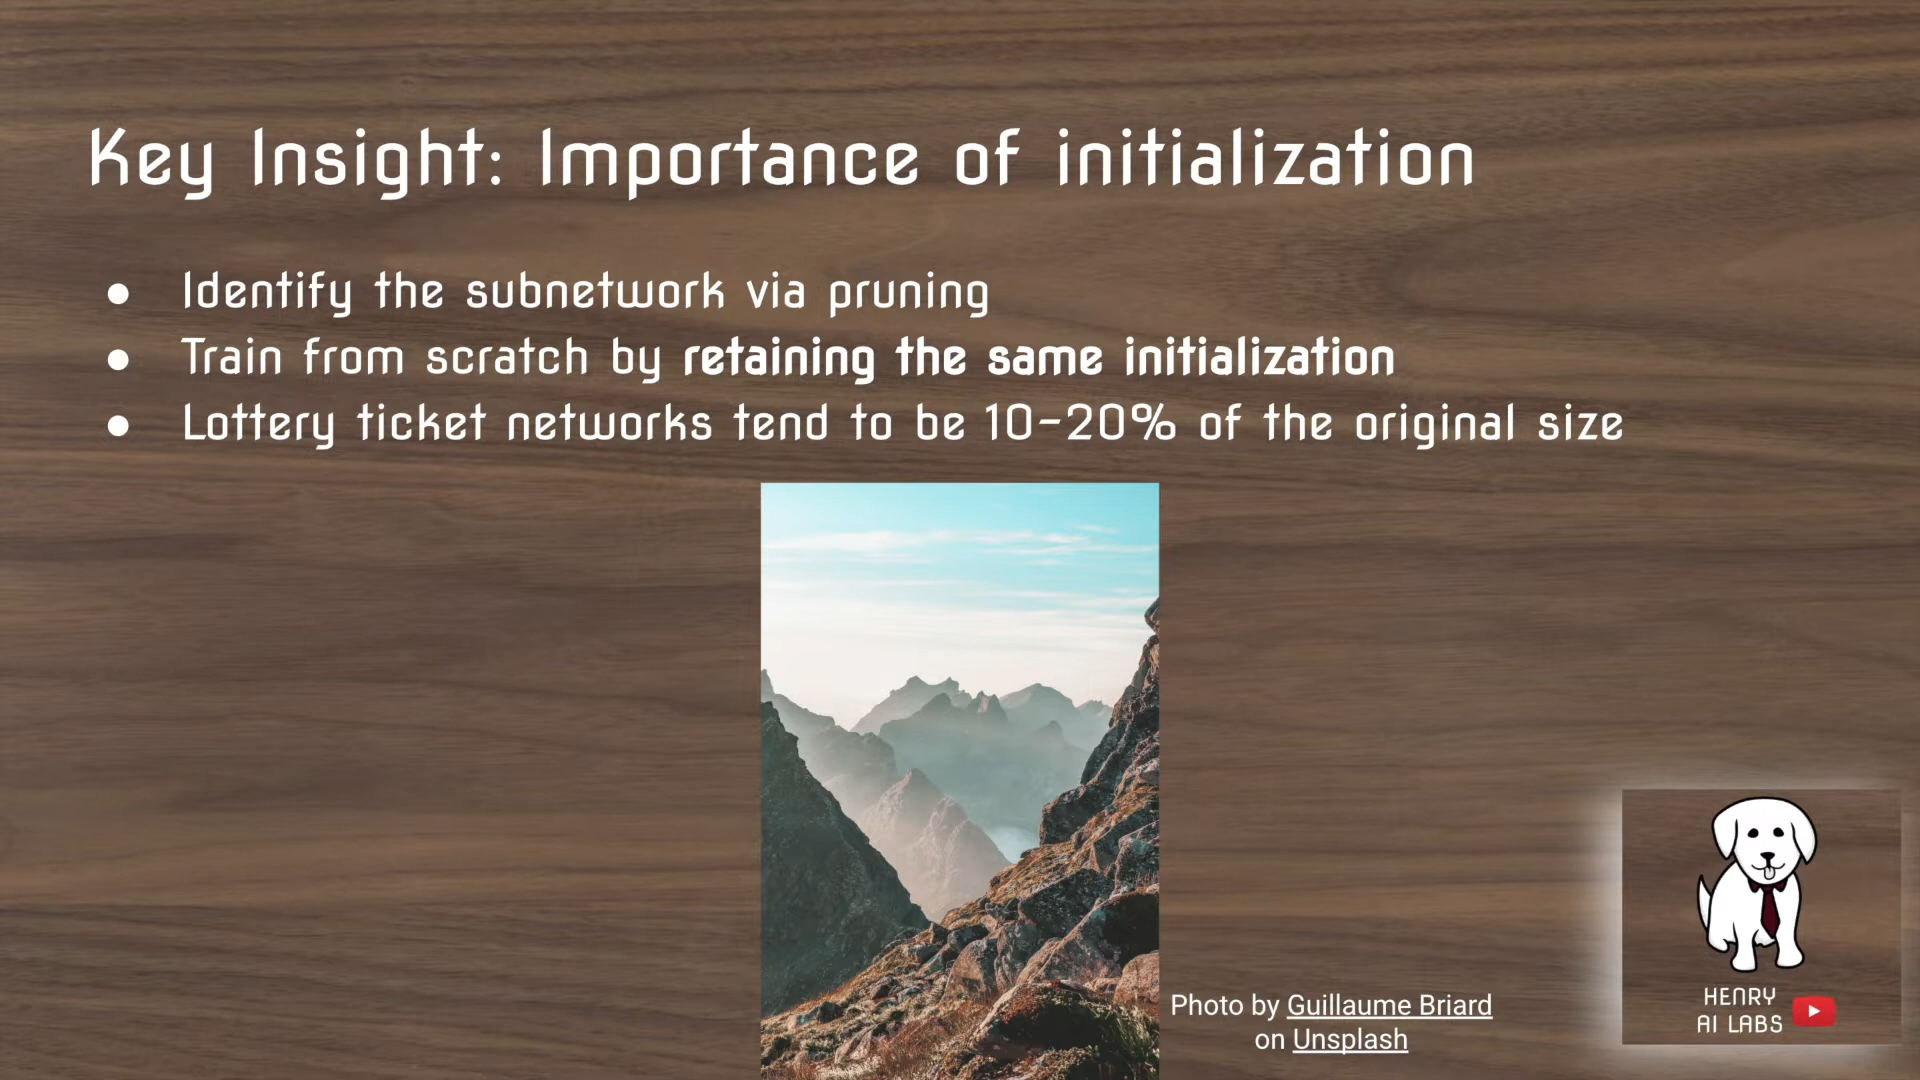 Key Insight: Importance of initialization
● Identify the subnetwork via pruning
● Train from scratch by retaining the same initialization
● Lottery ticket networks tend to be 10-20% of the original size
Photo by Guillaume Briard
on Unsplash
HENRY
AI LABS